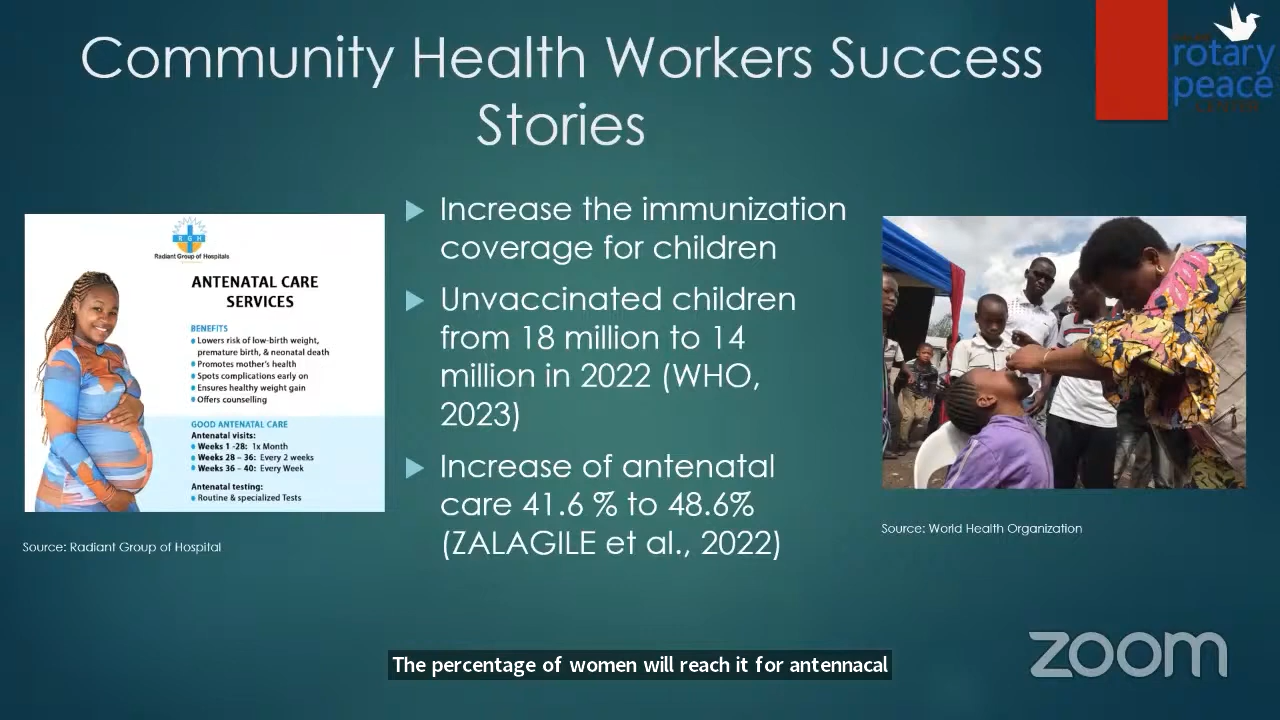 Community Health Workers Success
Stories
rotary
peace
CENTER
R G H
Radiant Group of Hospitals
ANTENATAL CARE
SERVICES
BENEFITS
Lowers risk of low-birth weight,
premature birth, & neonatal death
Promotes mother's health
Spots complications early on
Ensures healthy weight gain
Offers counselling
GOOD ANTENATAL CARE
Antenatal visits:
Weeks 1 -28: 1x Month
Weeks 28 – 36: Every 2 weeks
Weeks 36 – 40: Every Week
Antenatal testing:
Routine & specialized Tests
Source: Radiant Group of Hospital
Increase the immunization
coverage for children
Unvaccinated children
from 18 million to 14
million in 2022 (WHO,
2023)
Increase of antenatal
care 41.6 % to 48.6%
(ZALAGILE et al., 2022)
Source: World Health Organization
The percentage of women will reach it for antennacal
zoom